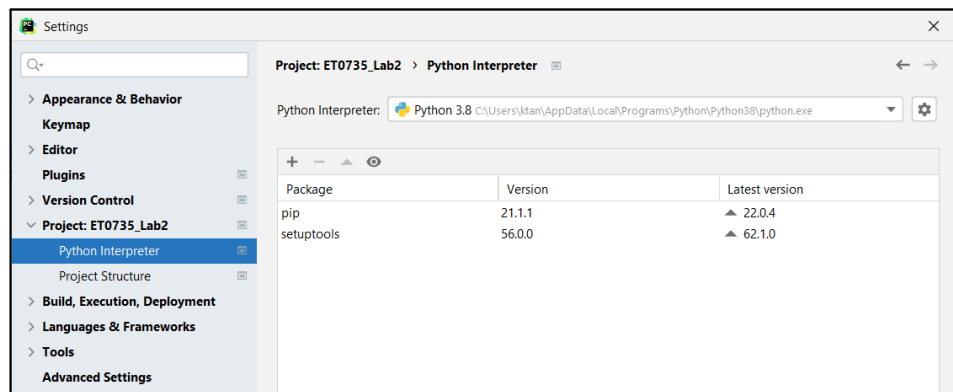 Settings
Project: ET0735_Lab2 > Python Interpreter
Appearance & Behavior
Keymap
Editor
Plugins
Version Control
Project: ET0735_Lab2
Python Interpreter
Project Structure
Build, Execution, Deployment
Languages & Frameworks
Tools
Advanced Settings
Python Interpreter: Python 3.8 C:\Users\ktan\AppData\Local\Programs\Python\Python38\python.exe
Package Version Latest version
pip 21.1.1 22.0.4
setuptools 56.0.0 62.1.0